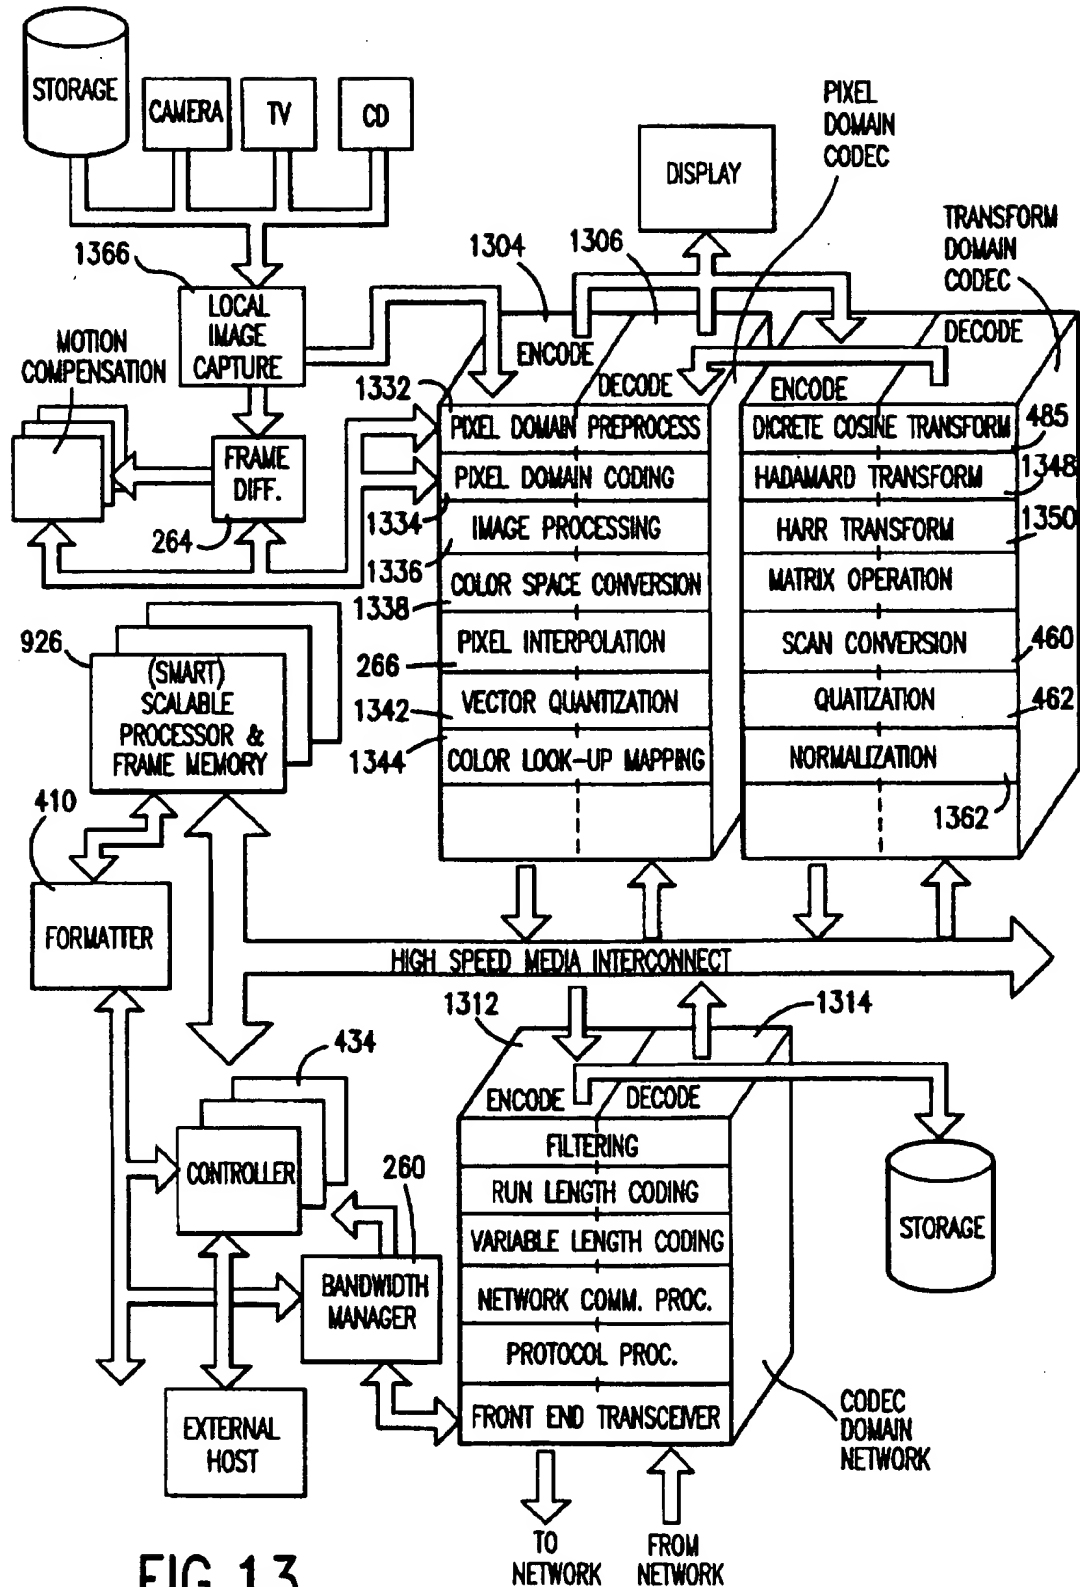 STORAGE
CAMERA
TV
CD
PIXEL
DOMAIN
CODEC
DISPLAY
TRANSFORM
DOMAIN
CODEC
1366
1304
1306
LOCAL
IMAGE
CAPTURE
MOTION
COMPENSATION
ENCODE
DECODE
ENCODE
DECODE
1332
PIXEL DOMAIN PREPROCESS
DICRETE COSINE TRANSFORM
485
FRAME
DIFF.
PIXEL DOMAIN CODING
HADAMARD TRANSFORM
1348
1334
IMAGE PROCESSING
HARR TRANSFORM
1350
264
1336
COLOR SPACE CONVERSION
MATRIX OPERATION
1338
926
PIXEL INTERPOLATION
SCAN CONVERSION
460
266
(SMART)
SCALABLE
PROCESSOR &
FRAME MEMORY
VECTOR QUANTIZATION
QUATIZATION
462
1342
1344
COLOR LOOK-UP MAPPING
NORMALIZATION
1362
410
FORMATTER
HIGH SPEED MEDIA INTERCONNECT
1312
1314
434
ENCODE
DECODE
CONTROLLER
260
FILTERING
RUN LENGTH CODING
VARIABLE LENGTH CODING
STORAGE
BANDWIDTH
MANAGER
NETWORK COMM. PROC.
PROTOCOL PROC.
FRONT END TRANSCEIVER
EXTERNAL
HOST
CODEC
DOMAIN
NETWORK
TO
NETWORK
FROM
NETWORK
FIG. 13